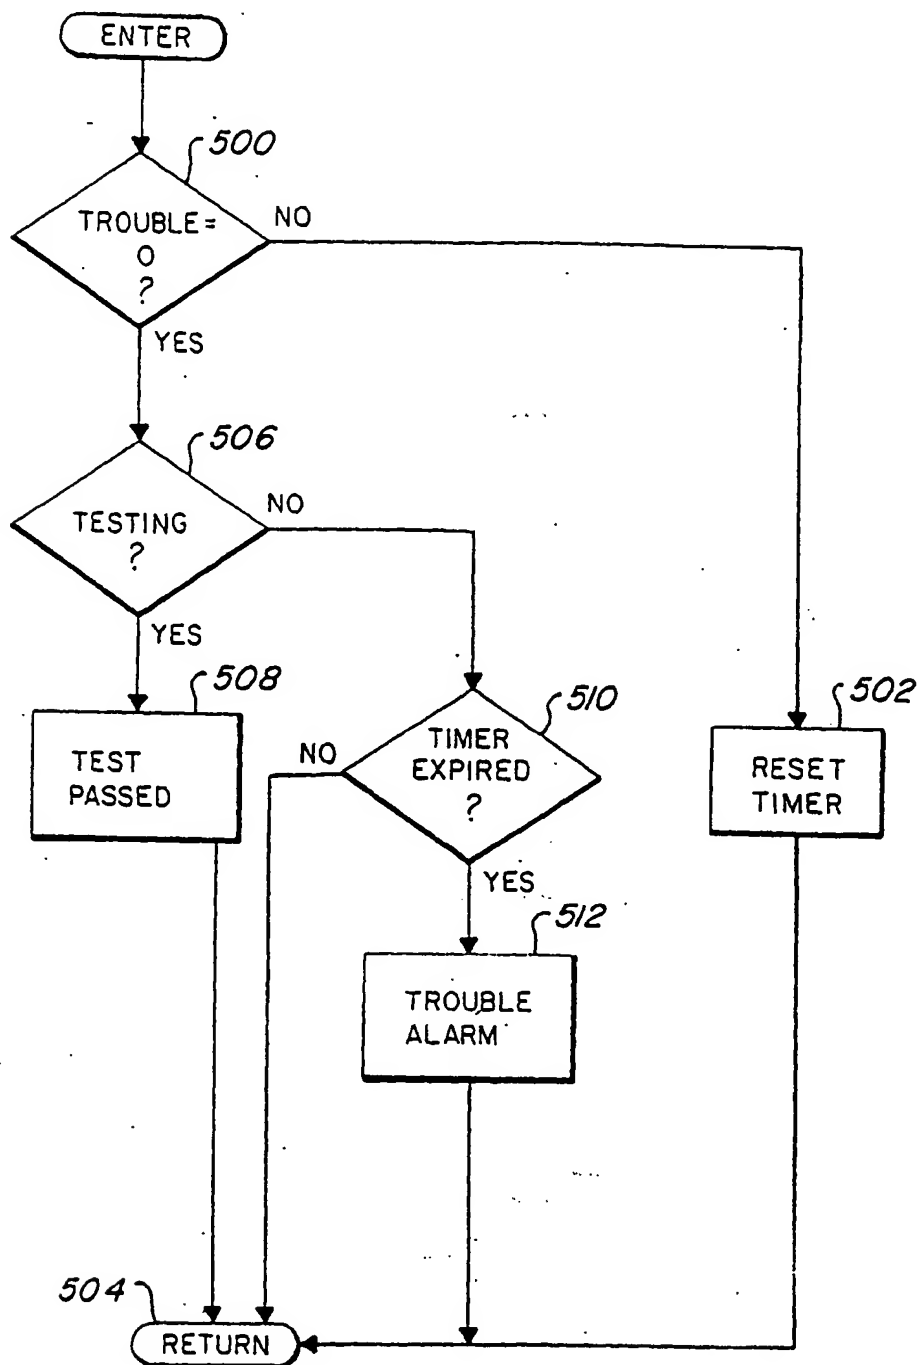 ENTER
500
TROUBLE =
0
?
NO
YES
506
TESTING
?
NO
YES
508
TEST
PASSED
510
TIMER
EXPIRED
?
NO
YES
502
RESET
TIMER
512
TROUBLE
ALARM
504
RETURN